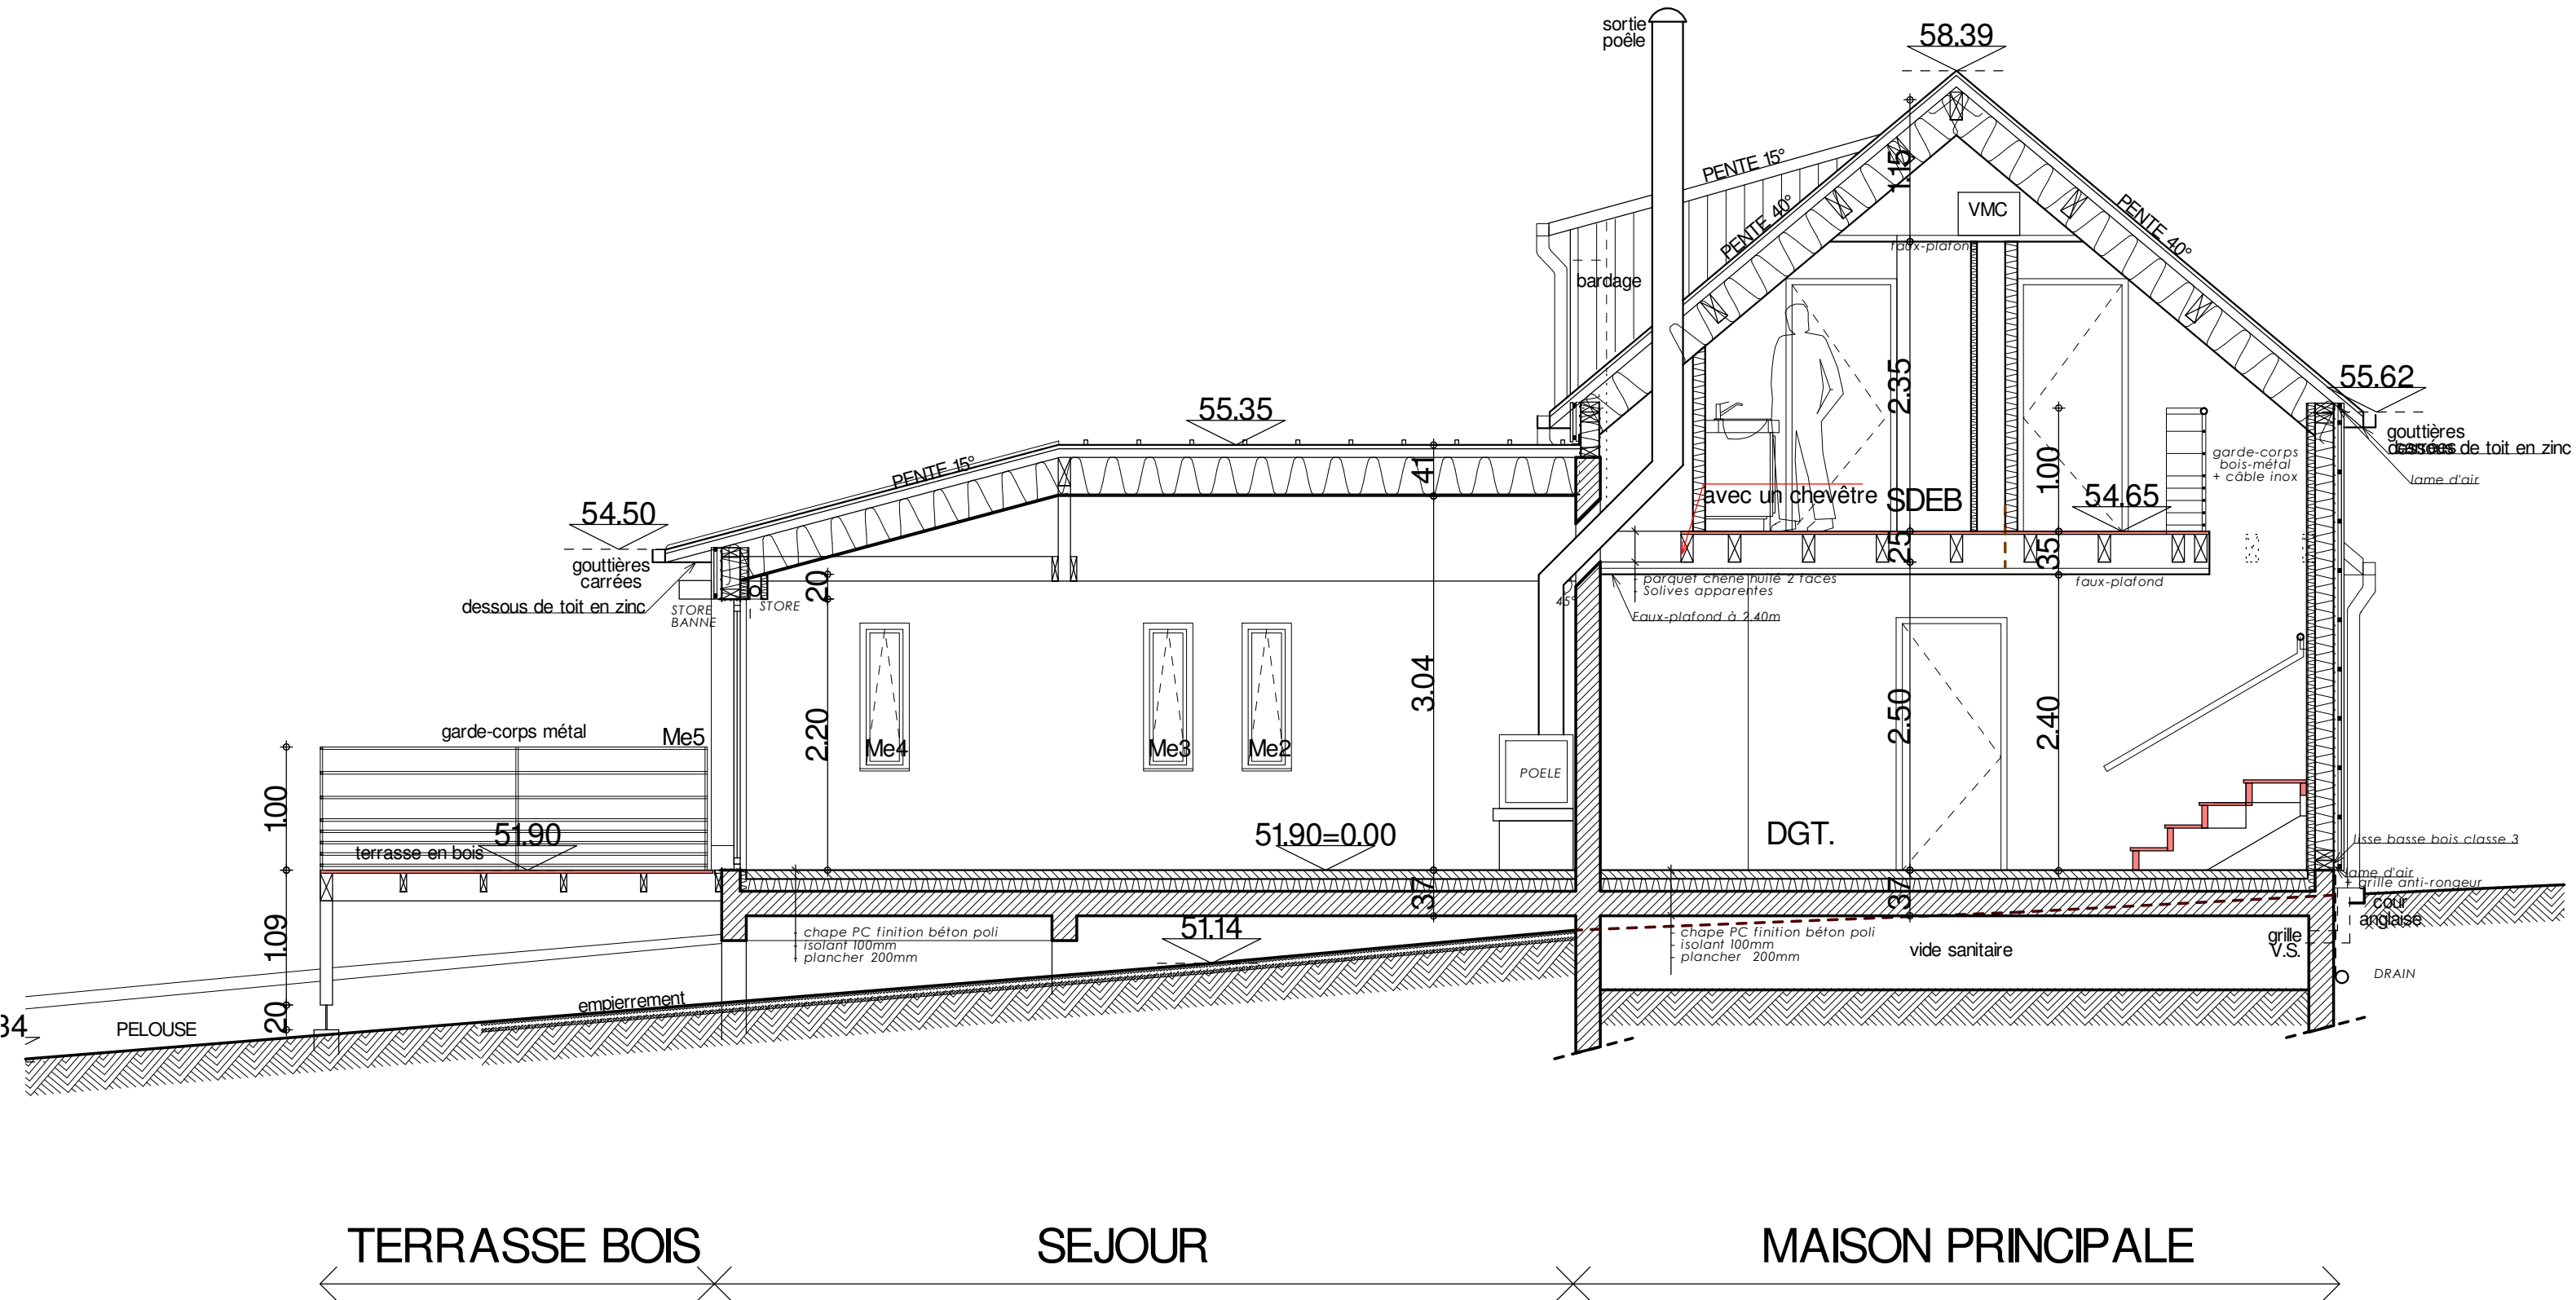 sortie
poêle
58.39
PENTE 15°
1.15
PENTE 40°
VMC
PENTE 40°
faux-plafond
bardage
55.62
2.35
55.35
gouttières
carrées
dessous de toit en zinc
lame d'air
garde-corps
bois-métal
+ câble inox
1.00
41
PENTE 15°
avec un chevêtre
SDEB
54.65
54.50
25
35
gouttières
carrées
dessous de toit en zinc
STORE
BANNE
STORE
20
45°
- parquet chêne huilé 2 faces
- Solives apparentes
faux-plafond
Faux-plafond à 2.40m
3.04
2.20
2.50
2.40
garde-corps métal
Me5
Me4
Me3
Me2
POELE
1.00
51.90
terrasse en bois
51.90=0.00
DGT.
lisse basse bois classe 3
lame d'air
+ grille anti-rongeur
cour
anglaise
37
37
1.09
51.14
- chape PC finition béton poli
- isolant 100mm
- plancher 200mm
- chape PC finition béton poli
- isolant 100mm
- plancher 200mm
vide sanitaire
grille
V.S.
DRAIN
empierrement
20
34
PELOUSE
TERRASSE BOIS
SEJOUR
MAISON PRINCIPALE